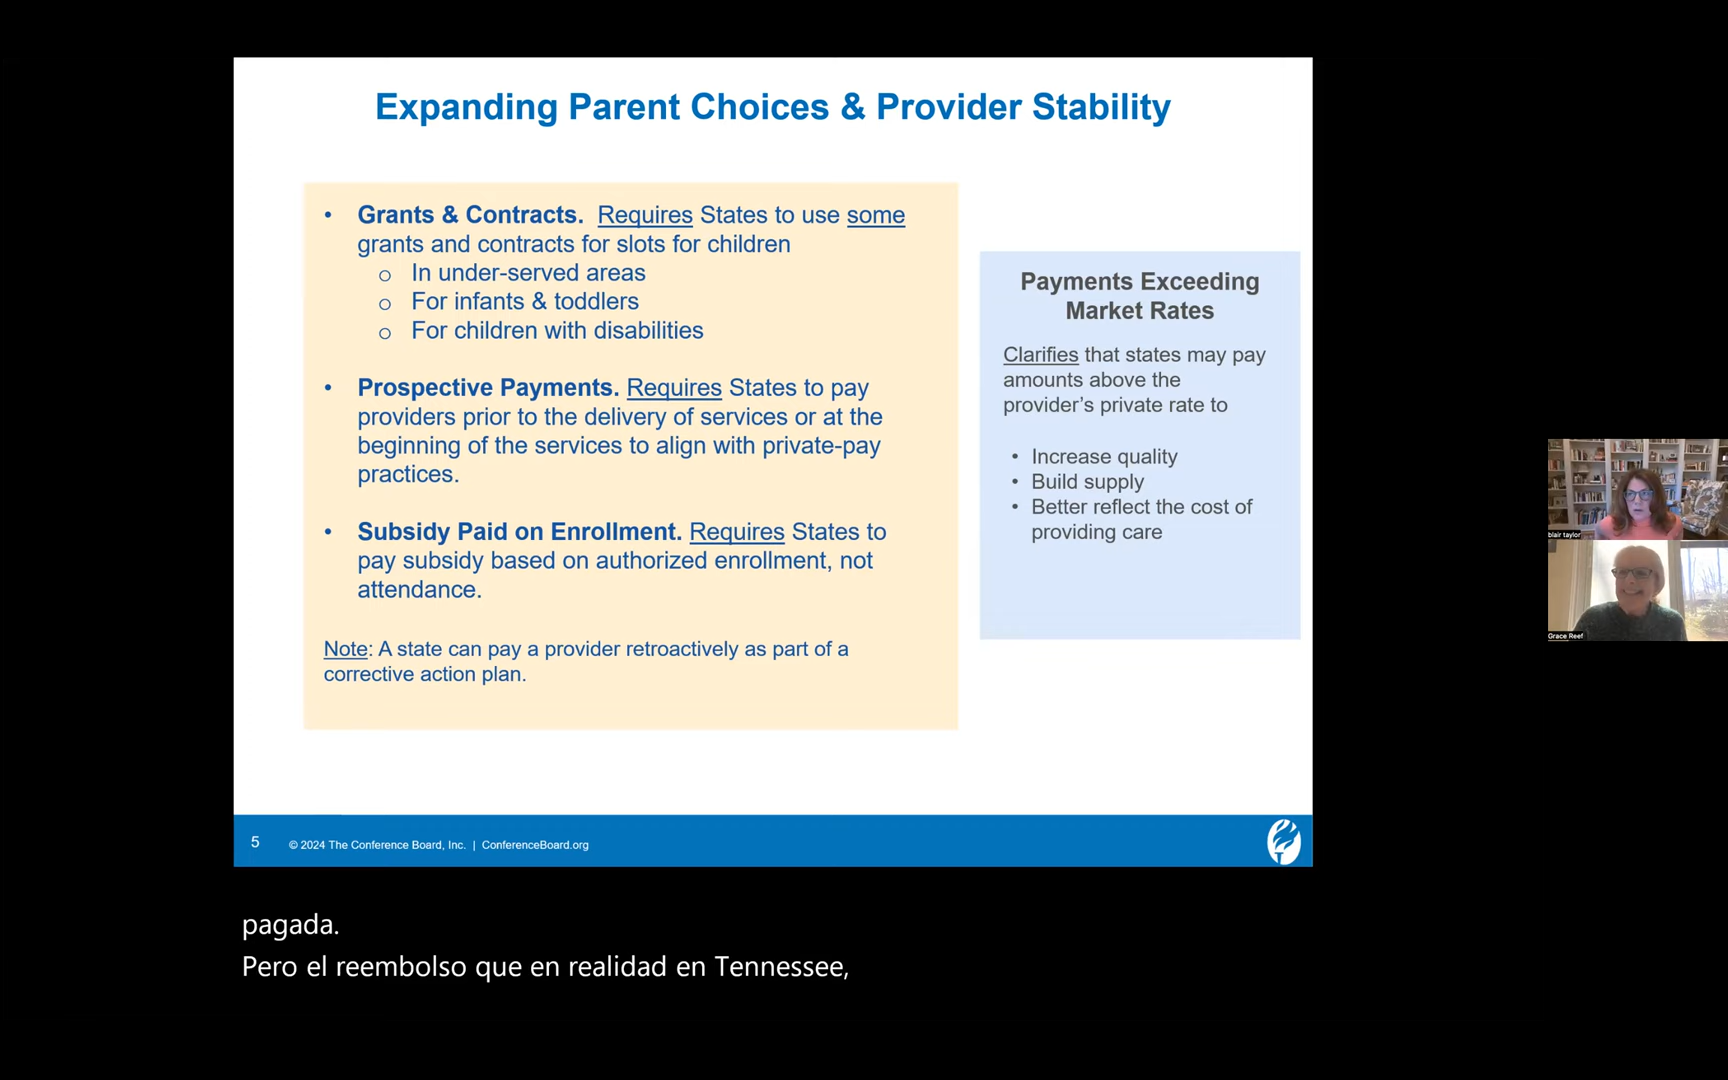 Expanding Parent Choices & Provider Stability
• Grants & Contracts. Requires States to use some
grants and contracts for slots for children
o In under-served areas
o For infants & toddlers
o For children with disabilities
• Prospective Payments. Requires States to pay
providers prior to the delivery of services or at the
beginning of the services to align with private-pay
practices.
• Subsidy Paid on Enrollment. Requires States to
pay subsidy based on authorized enrollment, not
attendance.
Note: A state can pay a provider retroactively as part of a
corrective action plan.
Payments Exceeding
Market Rates
Clarifies that states may pay
amounts above the
provider’s private rate to
• Increase quality
• Build supply
• Better reflect the cost of
providing care
blair taylor
Grace Reef
5 © 2024 The Conference Board, Inc. | ConferenceBoard.org
pagada.
Pero el reembolso que en realidad en Tennessee,